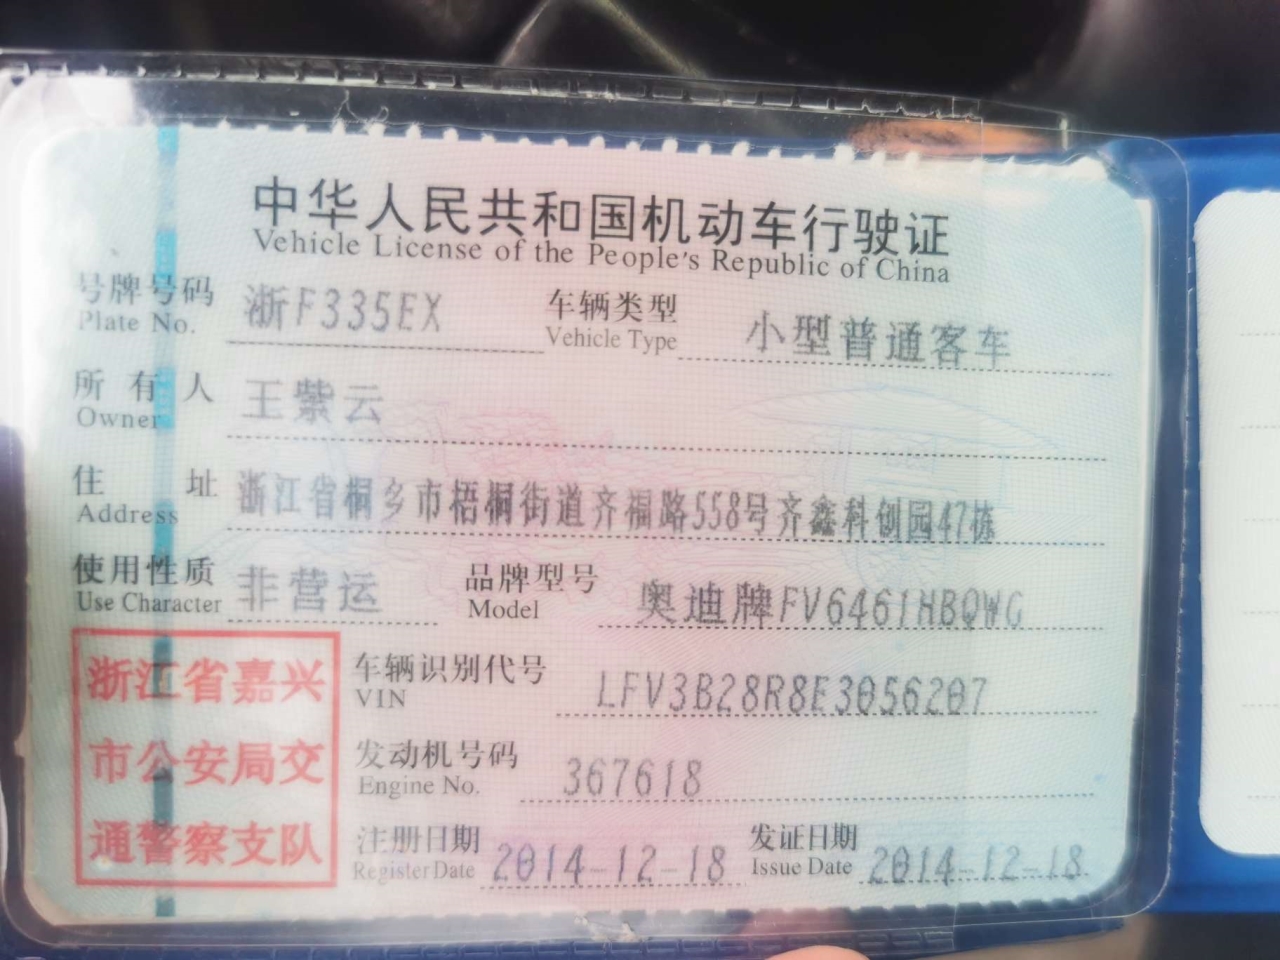 中华人民共和国机动车行驶证
Vehicle License of the People's Republic of China
号牌号码 浙F335EX 车辆类型 小型普通客车
Plate No. Vehicle Type
所有人 王紫云
Owner
住址 浙江省桐乡市梧桐街道齐福路558号齐鑫科创园47栋
Address
使用性质 非营运 品牌型号 奥迪牌FV6461HBQWG
Use Character Model
浙江省嘉兴
市公安局交
通警察支队
车辆识别代号 LFV3B28R8E3056207
VIN
发动机号码 367618
Engine No.
注册日期 2014-12-18 发证日期 2014-12-18
Register Date Issue Date